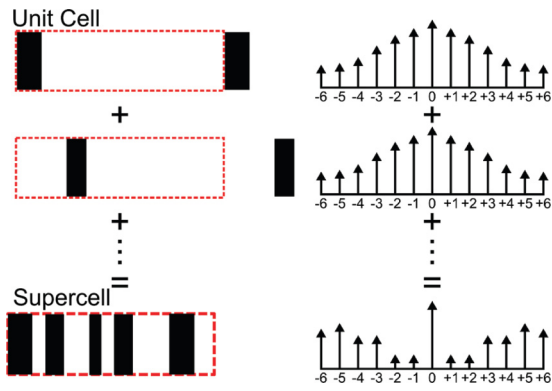 Unit Cell
-6 -5 -4 -3 -2 -1 0 +1 +2 +3 +4 +5 +6
+ +
-6 -5 -4 -3 -2 -1 0 +1 +2 +3 +4 +5 +6
+ +
= =
Supercell
-6 -5 -4 -3 -2 -1 0 +1 +2 +3 +4 +5 +6